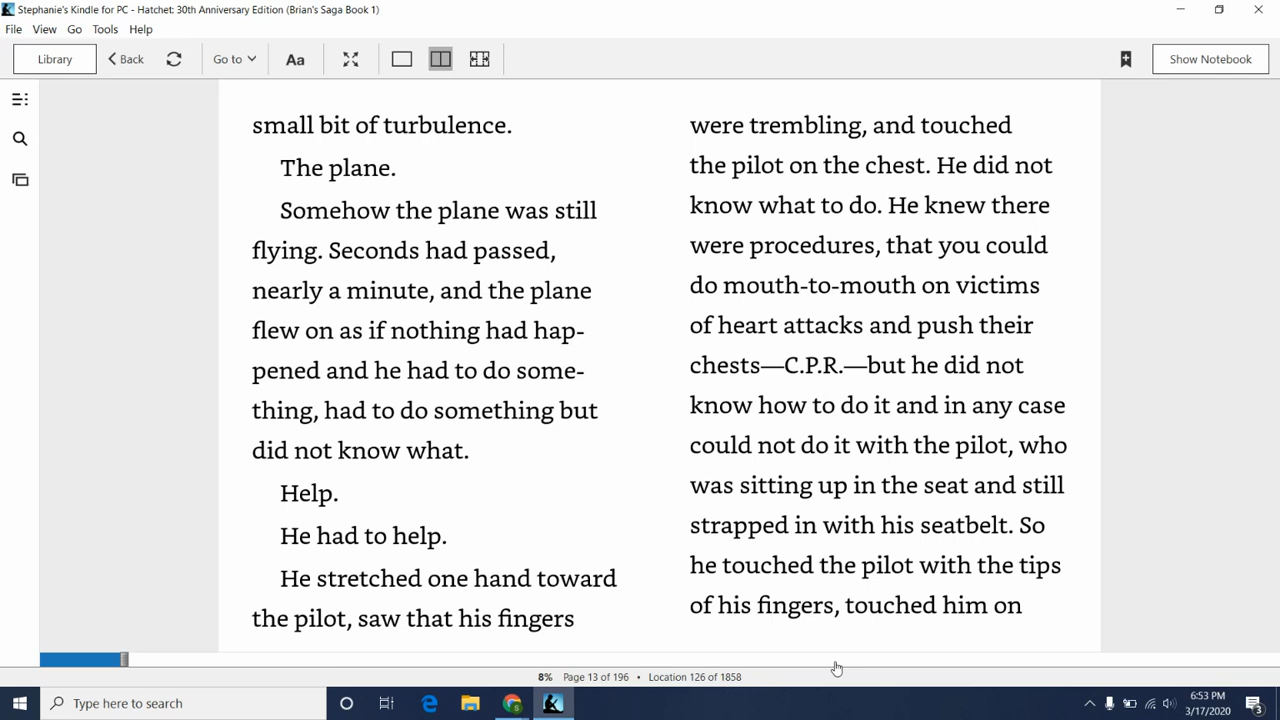 Stephanie's Kindle for PC - Hatchet: 30th Anniversary Edition (Brian's Saga Book 1)
File View Go Tools Help
Library Back Go to Aa Show Notebook
small bit of turbulence.
The plane.
Somehow the plane was still
flying. Seconds had passed,
nearly a minute, and the plane
flew on as if nothing had hap-
pened and he had to do some-
thing, had to do something but
did not know what.
Help.
He had to help.
He stretched one hand toward
the pilot, saw that his fingers
were trembling, and touched
the pilot on the chest. He did not
know what to do. He knew there
were procedures, that you could
do mouth-to-mouth on victims
of heart attacks and push their
chests—C.P.R.—but he did not
know how to do it and in any case
could not do it with the pilot, who
was sitting up in the seat and still
strapped in with his seatbelt. So
he touched the pilot with the tips
of his fingers, touched him on
8% Page 13 of 196 • Location 126 of 1858
Type here to search
6:53 PM
3/17/2020
3